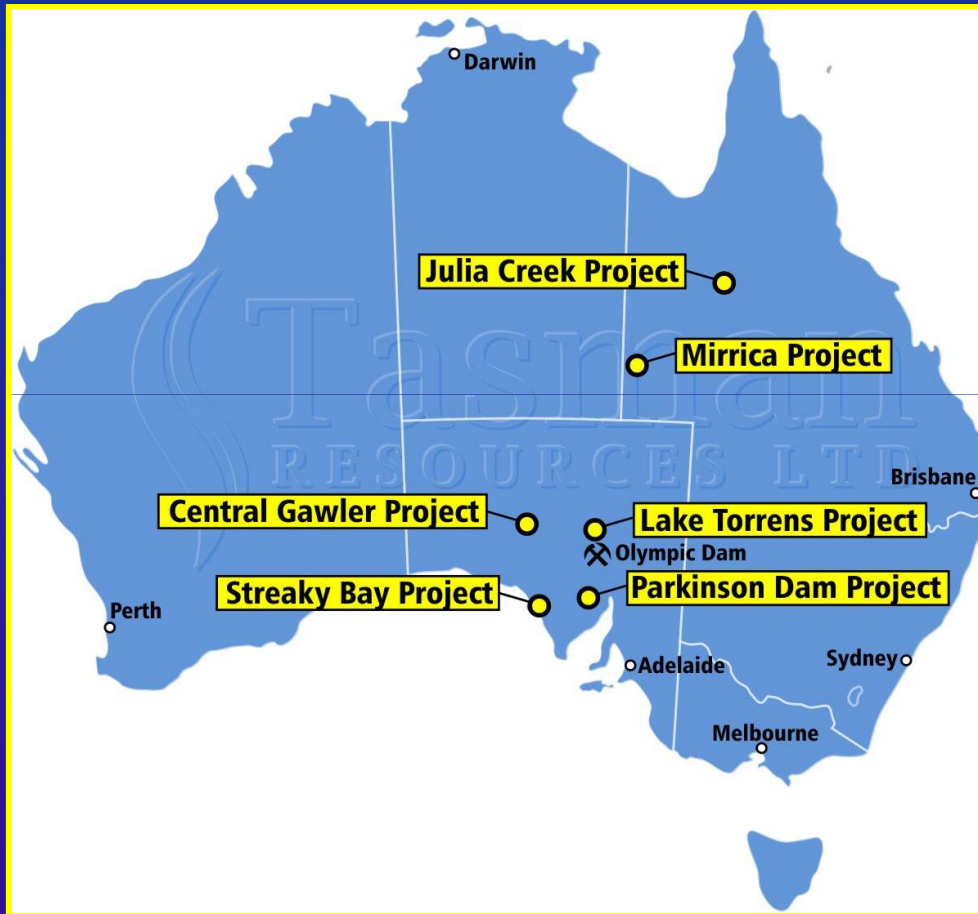 Darwin
Julia Creek Project
Mirrica Project
Tasman
RESOURCES LTD
Brisbane
Central Gawler Project
Lake Torrens Project
Olympic Dam
Streaky Bay Project
Parkinson Dam Project
Perth
Adelaide
Sydney
Melbourne